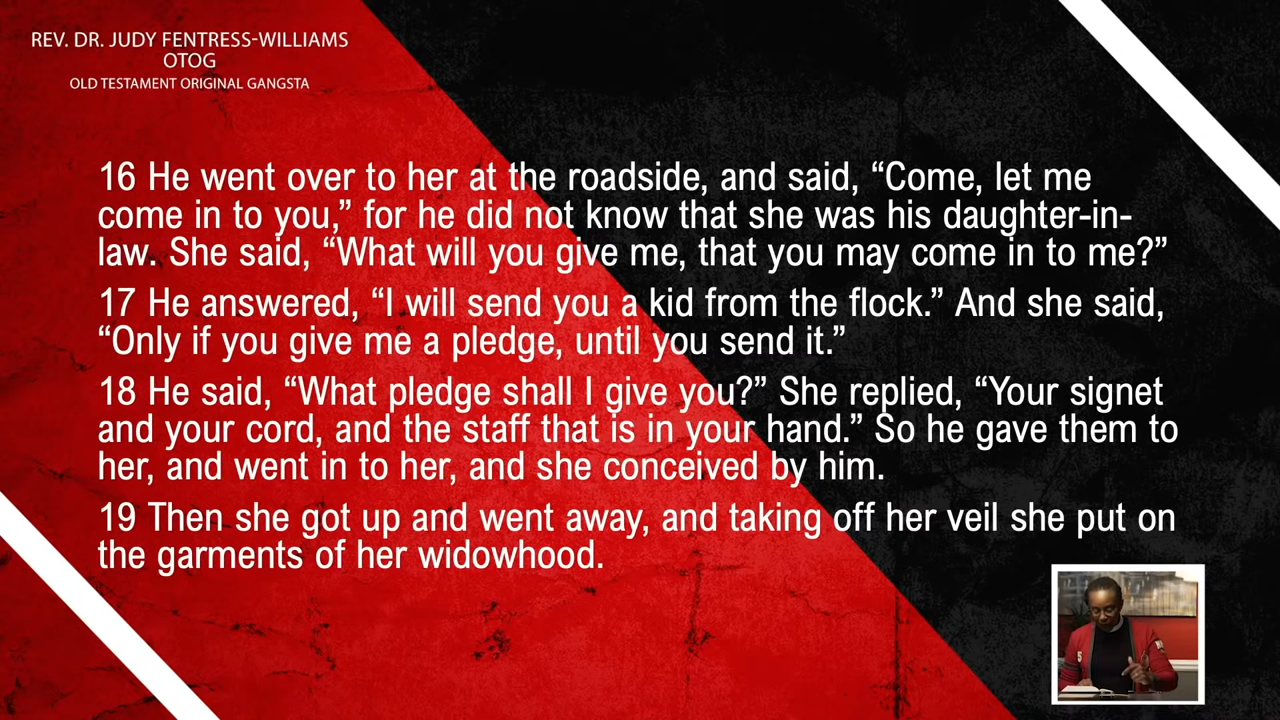 REV. DR. JUDY FENTRESS-WILLIAMS
OTOG
OLD TESTAMENT ORIGINAL GANGSTA
16 He went over to her at the roadside, and said, “Come, let me
come in to you,” for he did not know that she was his daughter-in-
law. She said, “What will you give me, that you may come in to me?”
17 He answered, “I will send you a kid from the flock.” And she said,
“Only if you give me a pledge, until you send it.”
18 He said, “What pledge shall I give you?” She replied, “Your signet
and your cord, and the staff that is in your hand.” So he gave them to
her, and went in to her, and she conceived by him.
19 Then she got up and went away, and taking off her veil she put on
the garments of her widowhood.